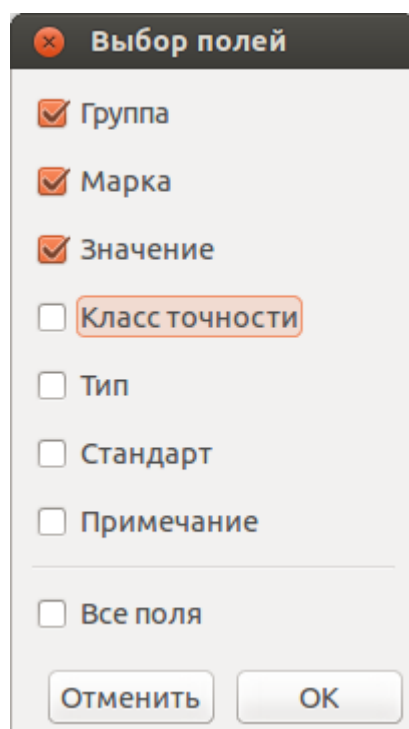 Выбор полей
Группа
Марка
Значение
Класс точности
Тип
Стандарт
Примечание
Все поля
Отменить OK